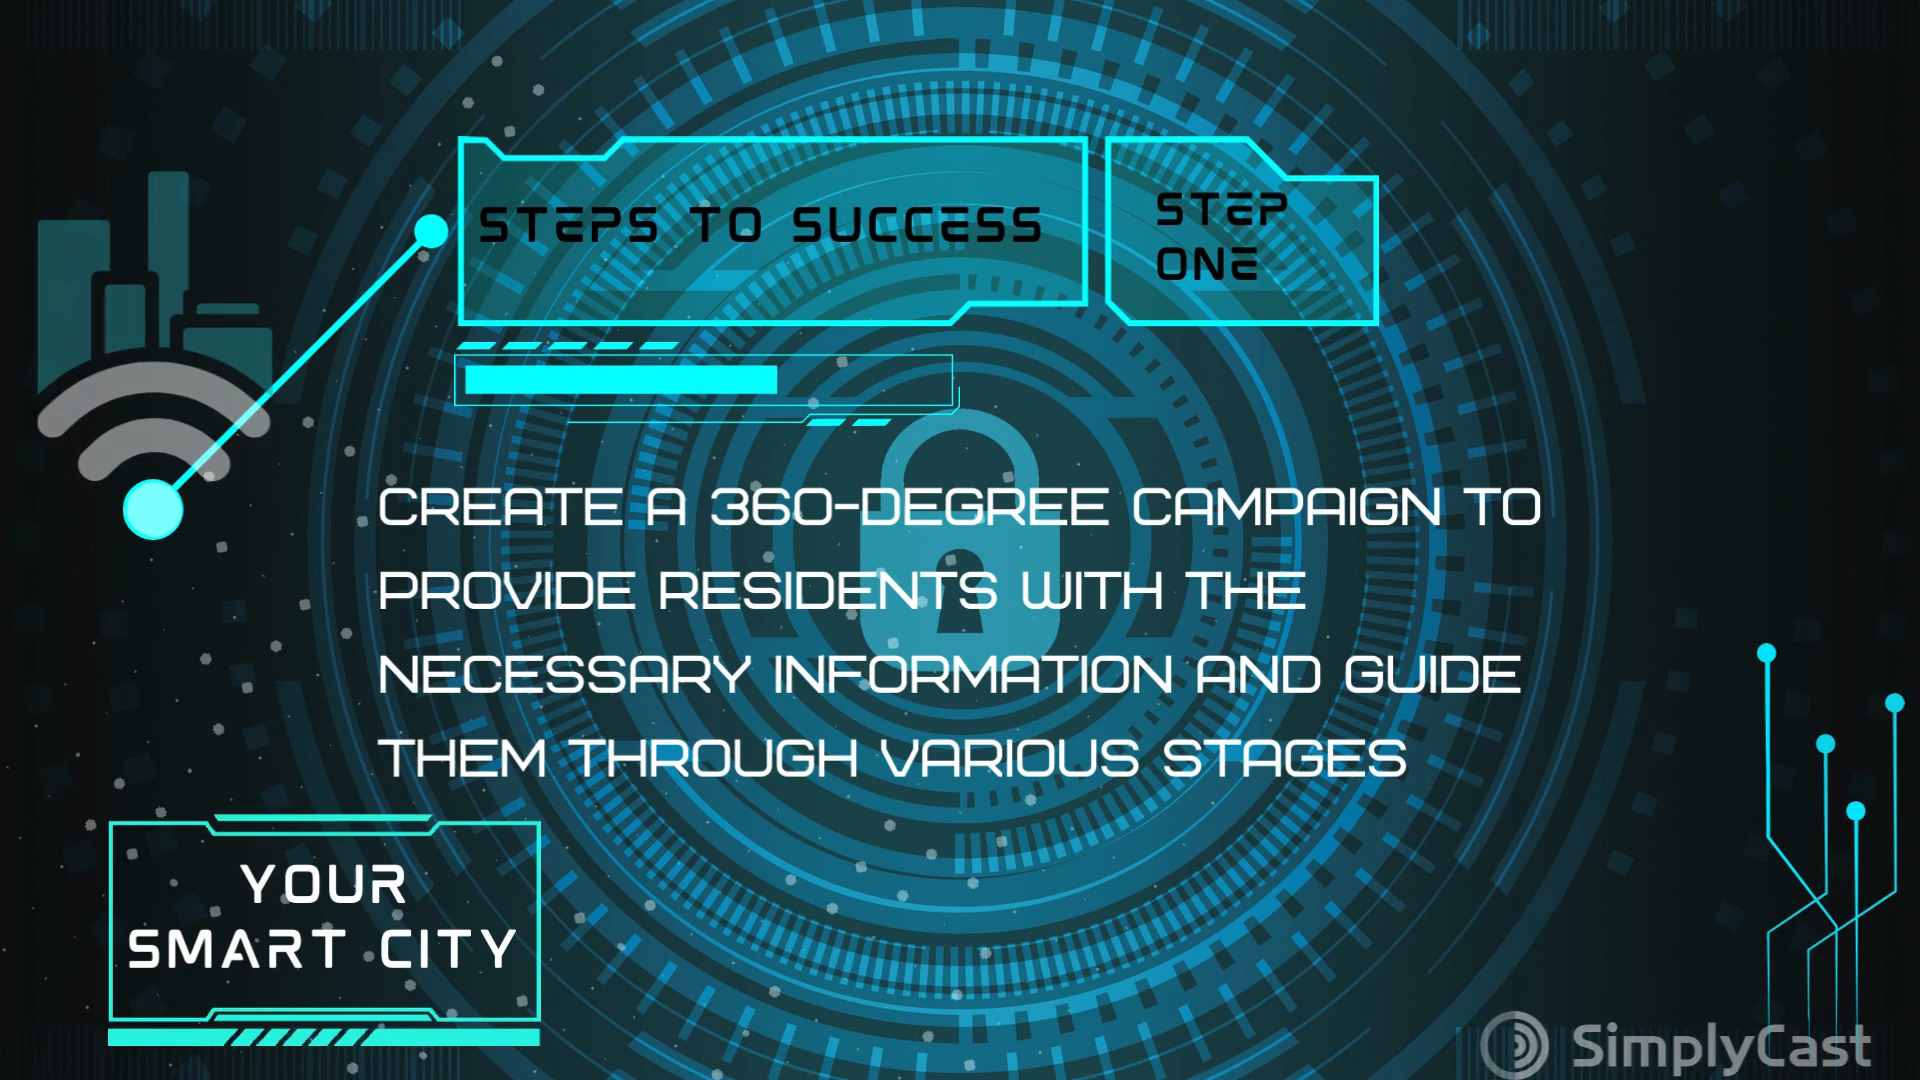 STEPS TO SUCCESS
STEP
ONE
CREATE A 360-DEGREE CAMPAIGN TO
PROVIDE RESIDENTS WITH THE
NECESSARY INFORMATION AND GUIDE
THEM THROUGH VARIOUS STAGES
YOUR
SMART CITY
SimplyCast